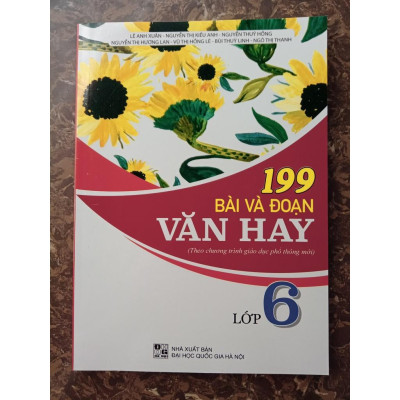 LÊ ANH XUÂN - NGUYỄN THỊ KIỀU ANH - NGUYỄN THUÝ HỒNG
NGUYỄN THỊ HƯƠNG LAN - VŨ THỊ HỒNG LÊ - BÙI THUỲ LINH - NGÔ THỊ THANH
199
BÀI VÀ ĐOẠN
VĂN HAY
(Theo chương trình giáo dục phổ thông mới)
LỚP 6
NHÀ XUẤT BẢN
ĐẠI HỌC QUỐC GIA HÀ NỘI